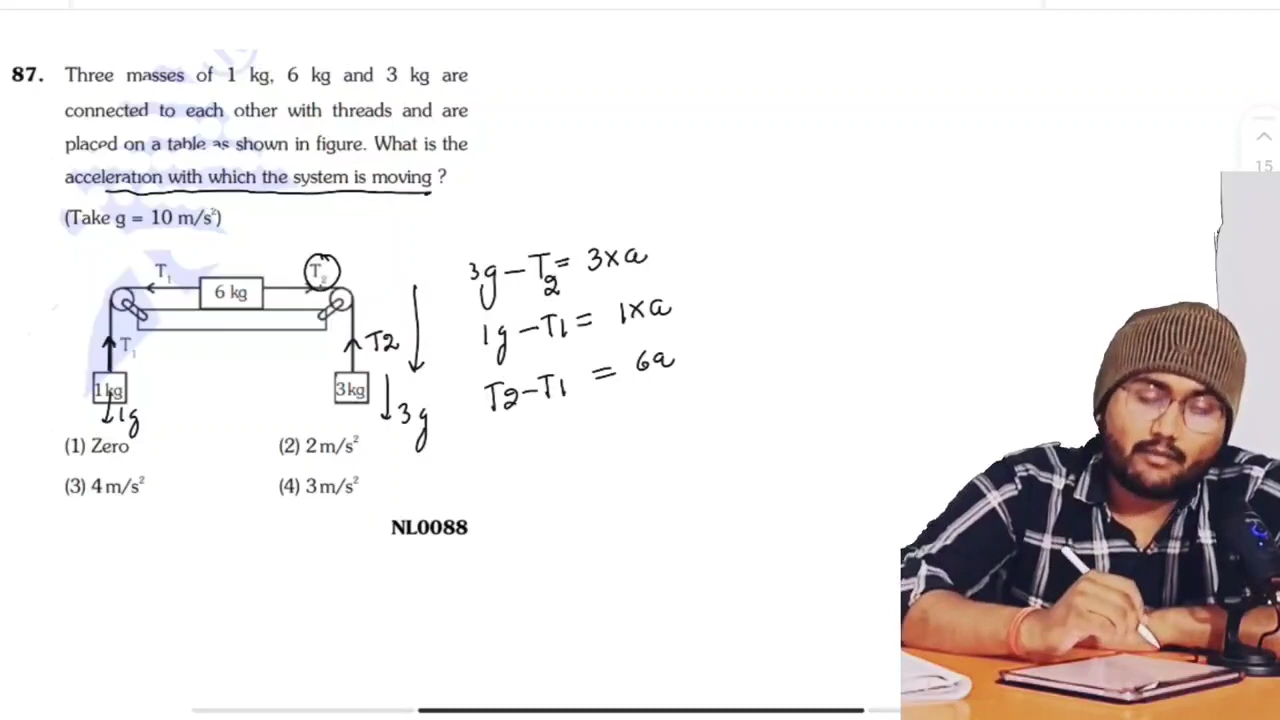 87. Three masses of 1 kg, 6 kg and 3 kg are
connected to each other with threads and are
placed on a table as shown in figure. What is the
acceleration with which the system is moving ?
(Take g = 10 m/s²)
T₁
T₂
6 kg
T₁
T2
1 kg
3 kg
1g
3g
(1) Zero
(2) 2 m/s²
(3) 4 m/s²
(4) 3 m/s²
NL0088
3g - T2 = 3×a
1g - T1 = 1×a
T2 - T1 = 6a
15